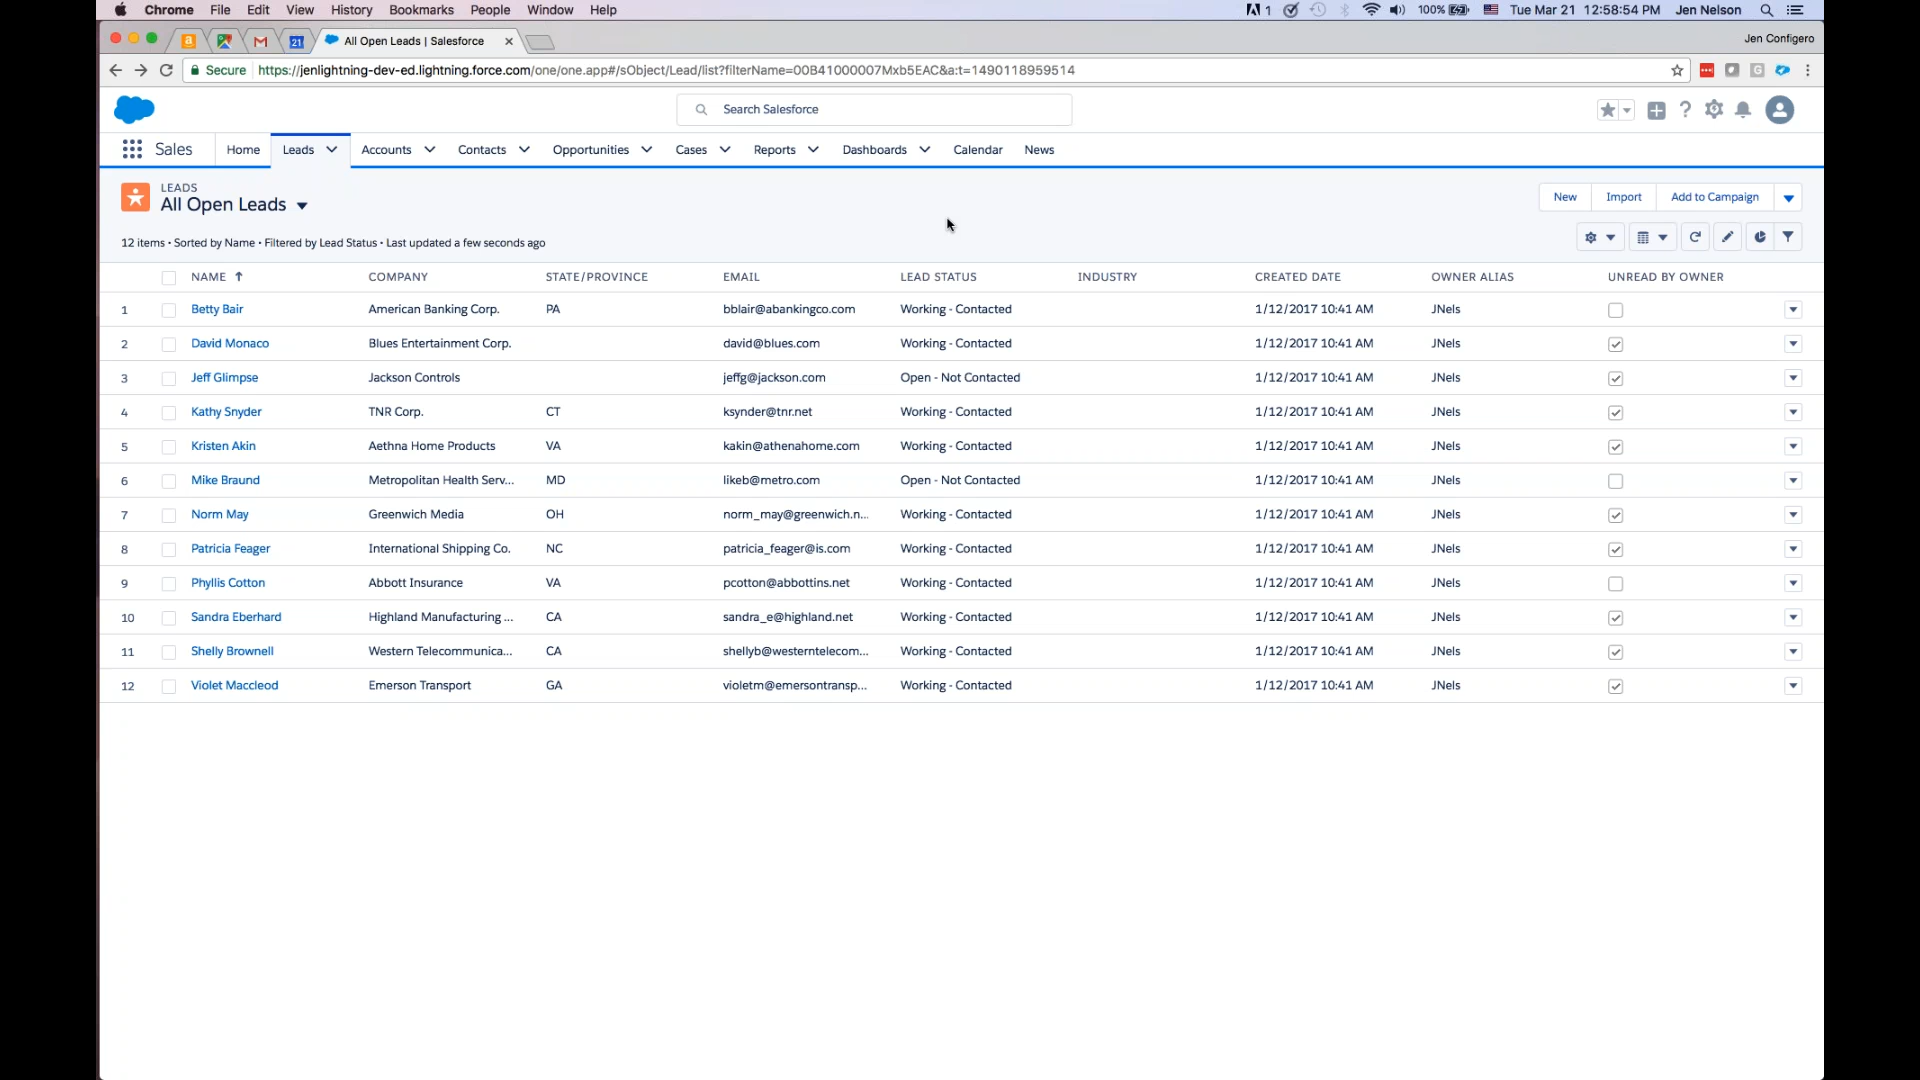 Chrome File Edit View History Bookmarks People Window Help 1 100% Tue Mar 21 12:58:54 PM Jen Nelson
a 21 All Open Leads | Salesforce Jen Configero
Secure https://jenlightning-dev-ed.lightning.force.com/one/one.app#/sObject/Lead/list?filterName=00B41000007Mxb5EAC&a:t=1490118959514
Search Salesforce
Sales Home Leads Accounts Contacts Opportunities Cases Reports Dashboards Calendar News
LEADS
All Open Leads
New Import Add to Campaign
12 items • Sorted by Name • Filtered by Lead Status • Last updated a few seconds ago
NAME COMPANY STATE/PROVINCE EMAIL LEAD STATUS INDUSTRY CREATED DATE OWNER ALIAS UNREAD BY OWNER
1 Betty Bair American Banking Corp. PA bblair@abankingco.com Working - Contacted 1/12/2017 10:41 AM JNels
2 David Monaco Blues Entertainment Corp. david@blues.com Working - Contacted 1/12/2017 10:41 AM JNels
3 Jeff Glimpse Jackson Controls jeffg@jackson.com Open - Not Contacted 1/12/2017 10:41 AM JNels
4 Kathy Snyder TNR Corp. CT ksynder@tnr.net Working - Contacted 1/12/2017 10:41 AM JNels
5 Kristen Akin Aethna Home Products VA kakin@athenahome.com Working - Contacted 1/12/2017 10:41 AM JNels
6 Mike Braund Metropolitan Health Serv... MD likeb@metro.com Open - Not Contacted 1/12/2017 10:41 AM JNels
7 Norm May Greenwich Media OH norm_may@greenwich.n... Working - Contacted 1/12/2017 10:41 AM JNels
8 Patricia Feager International Shipping Co. NC patricia_feager@is.com Working - Contacted 1/12/2017 10:41 AM JNels
9 Phyllis Cotton Abbott Insurance VA pcotton@abbottins.net Working - Contacted 1/12/2017 10:41 AM JNels
10 Sandra Eberhard Highland Manufacturing ... CA sandra_e@highland.net Working - Contacted 1/12/2017 10:41 AM JNels
11 Shelly Brownell Western Telecommunica... CA shellyb@westerntelecom... Working - Contacted 1/12/2017 10:41 AM JNels
12 Violet Maccleod Emerson Transport GA violetm@emersontransp... Working - Contacted 1/12/2017 10:41 AM JNels